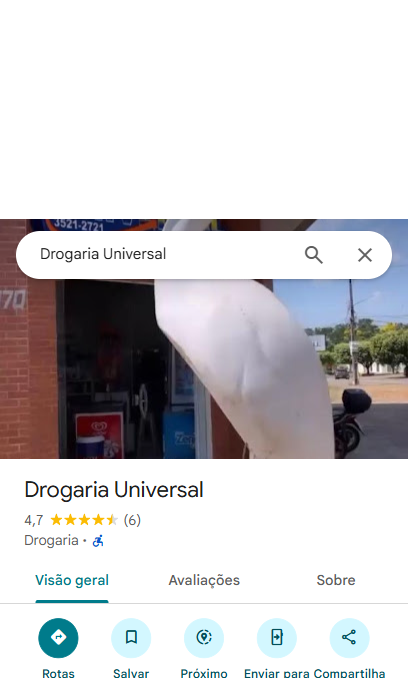 3521-2721
Drogaria Universal
Drogaria Universal
4,7 (6)
Drogaria ·
Visão geral Avaliações Sobre
Rotas Salvar Próximo Enviar para Compartilhar